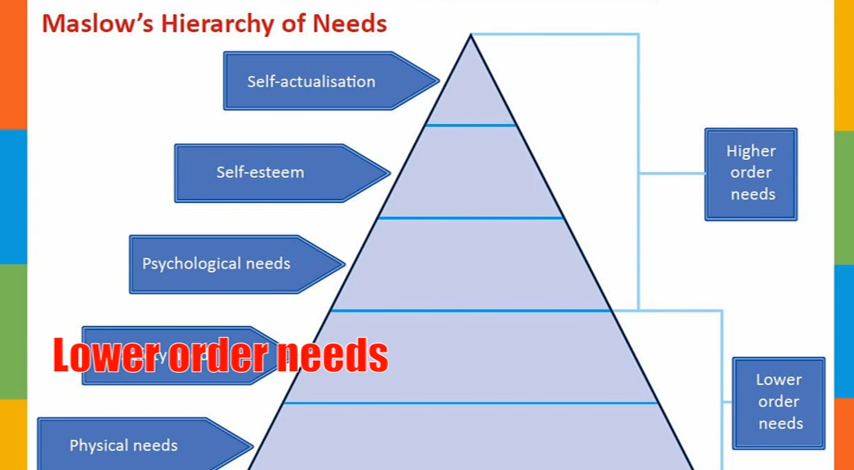 Maslow's Hierarchy of Needs
Self-actualisation
Self-esteem
Psychological needs
Lower order needs
Physical needs
Higher
order
needs
Lower
order
needs